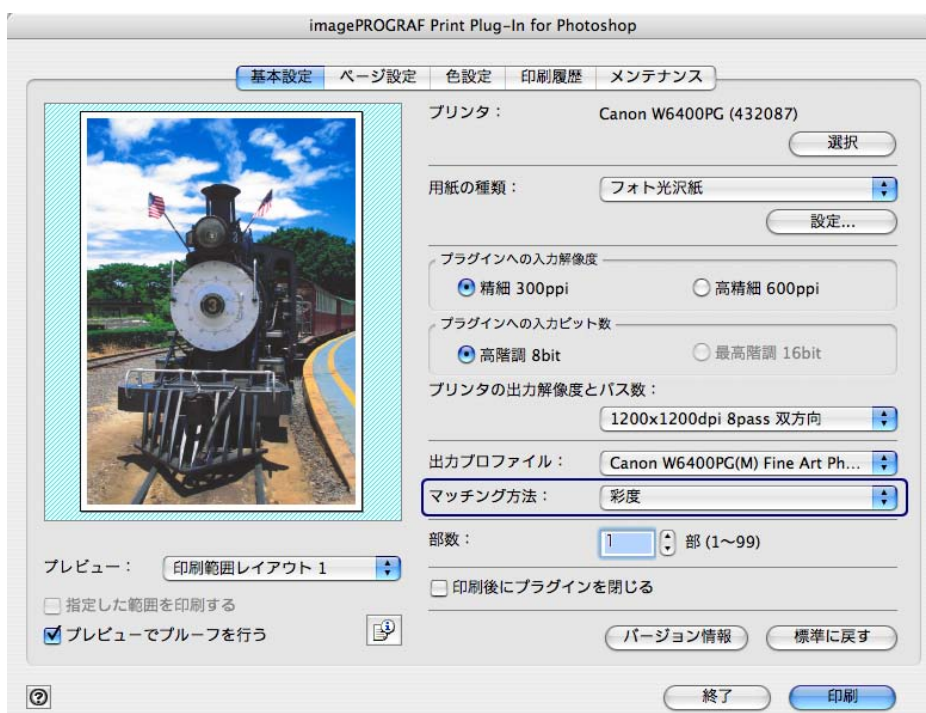 imagePROGRAF Print Plug-In for Photoshop
基本設定 ページ設定 色設定 印刷履歴 メンテナンス
プリンタ： Canon W6400PG (432087)
選択
用紙の種類： フォト光沢紙
設定...
プラグインへの入力解像度
精細 300ppi 高精細 600ppi
プラグインへの入力ビット数
高階調 8bit 最高階調 16bit
プリンタの出力解像度とパス数：
1200x1200dpi 8pass 双方向
出力プロファイル： Canon W6400PG(M) Fine Art Ph...
マッチング方法： 彩度
部数： 1 部 (1～99)
印刷後にプラグインを閉じる
バージョン情報 標準に戻す
3
プレビュー： 印刷範囲レイアウト 1
指定した範囲を印刷する
プレビューでプルーフを行う
? 終了 印刷